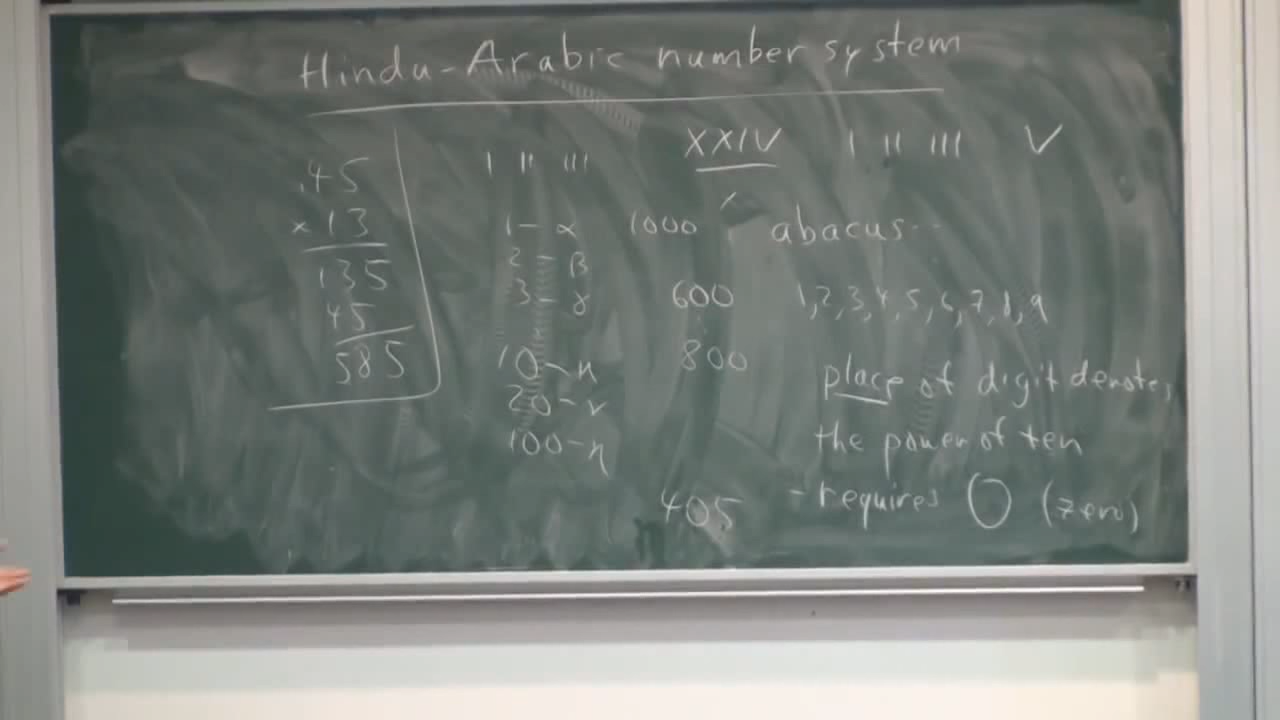 Hindu-Arabic number system
45
× 13
135
45
585
I II III
1 - α
2 - β
3 - γ
10 - κ
20 - ν
100 - η
XXIV I II III V
1000 abacus...
600 1,2,3,4,5,6,7,8,9
800
place of digit denotes
the power of ten
405 - requires 0 (zero)